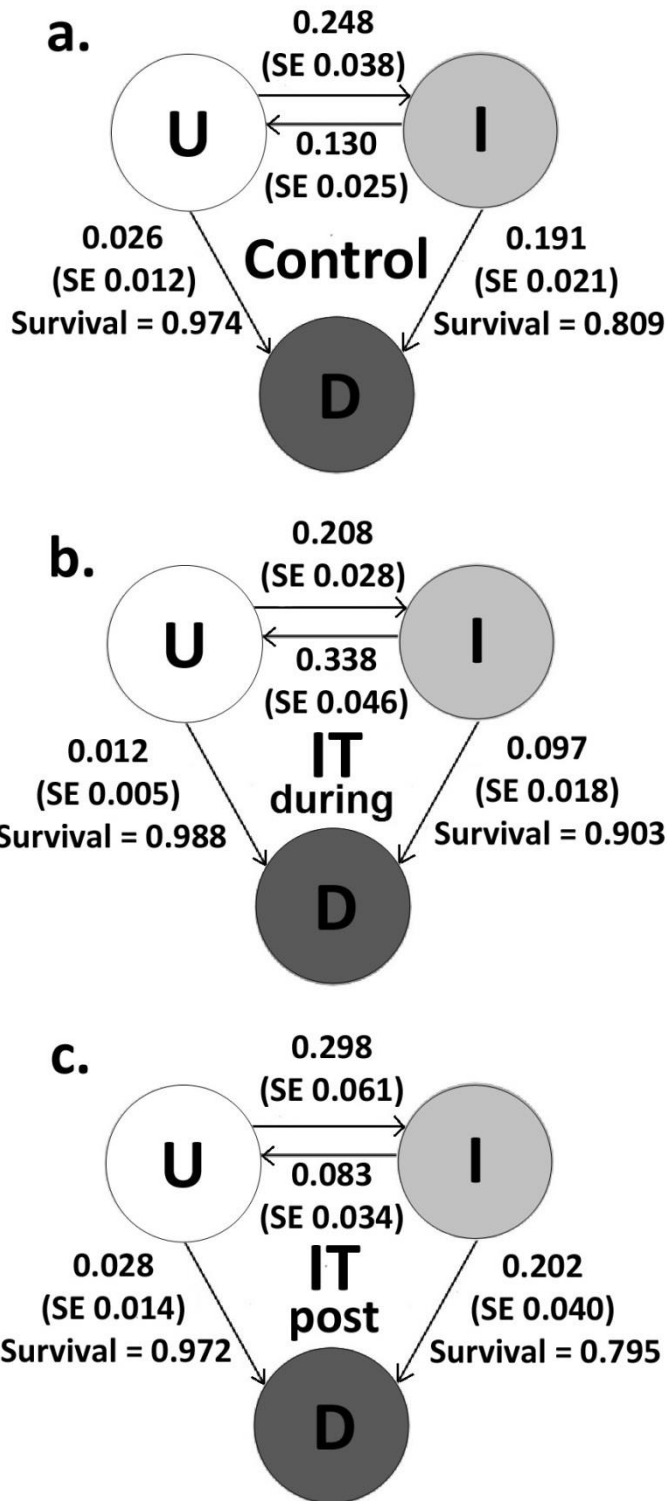 a.
0.248
(SE 0.038)
U
I
0.130
(SE 0.025)
0.026
(SE 0.012)
Survival = 0.974
Control
0.191
(SE 0.021)
Survival = 0.809
D
b.
0.208
(SE 0.028)
U
I
0.338
(SE 0.046)
0.012
(SE 0.005)
Survival = 0.988
IT
during
0.097
(SE 0.018)
Survival = 0.903
D
c.
0.298
(SE 0.061)
U
I
0.083
(SE 0.034)
0.028
(SE 0.014)
Survival = 0.972
IT
post
0.202
(SE 0.040)
Survival = 0.795
D